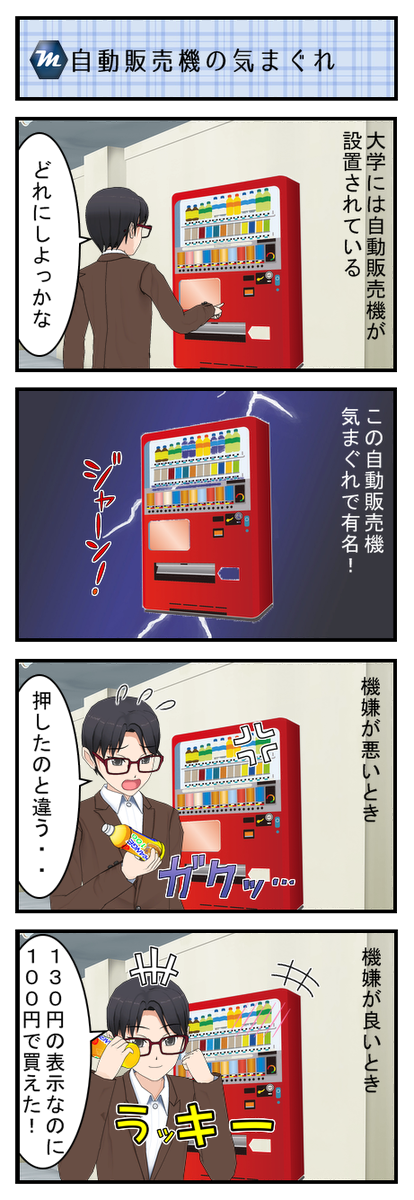 m 自動販売機の気まぐれ
大学には自動販売機が
設置されている
どれにしよっかな
この自動販売機
気まぐれで有名！
ジャーン！
機嫌が悪いとき
押したのと違う・・
ガクッ…
機嫌が良いとき
１３０円の表示なのに
１００円で買えた！
ラッキー